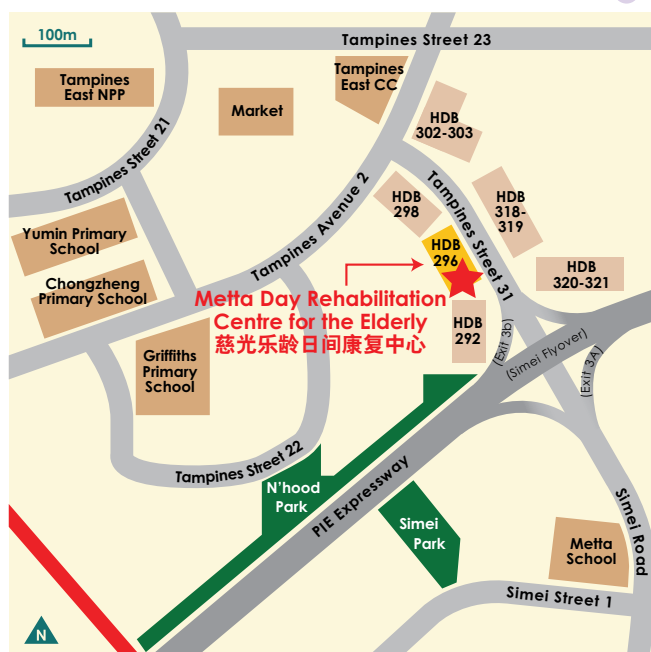 100m
Tampines Street 23
Tampines
East NPP
Market
Tampines
East CC
HDB
302-303
Tampines Street 21
Tampines Avenue 2
Tampines Street 31
HDB
298
HDB
318-
319
Yumin Primary
School
HDB
296
Chongzheng
Primary School
HDB
320-321
Metta Day Rehabilitation
Centre for the Elderly
慈光乐龄日间康复中心
HDB
292
(Exit 3b)
(Simei Flyover)
(Exit 3A)
Griffiths
Primary
School
Tampines Street 22
N'hood
Park
PIE Expressway
Simei
Park
Simei Road
Metta
School
Simei Street 1
N